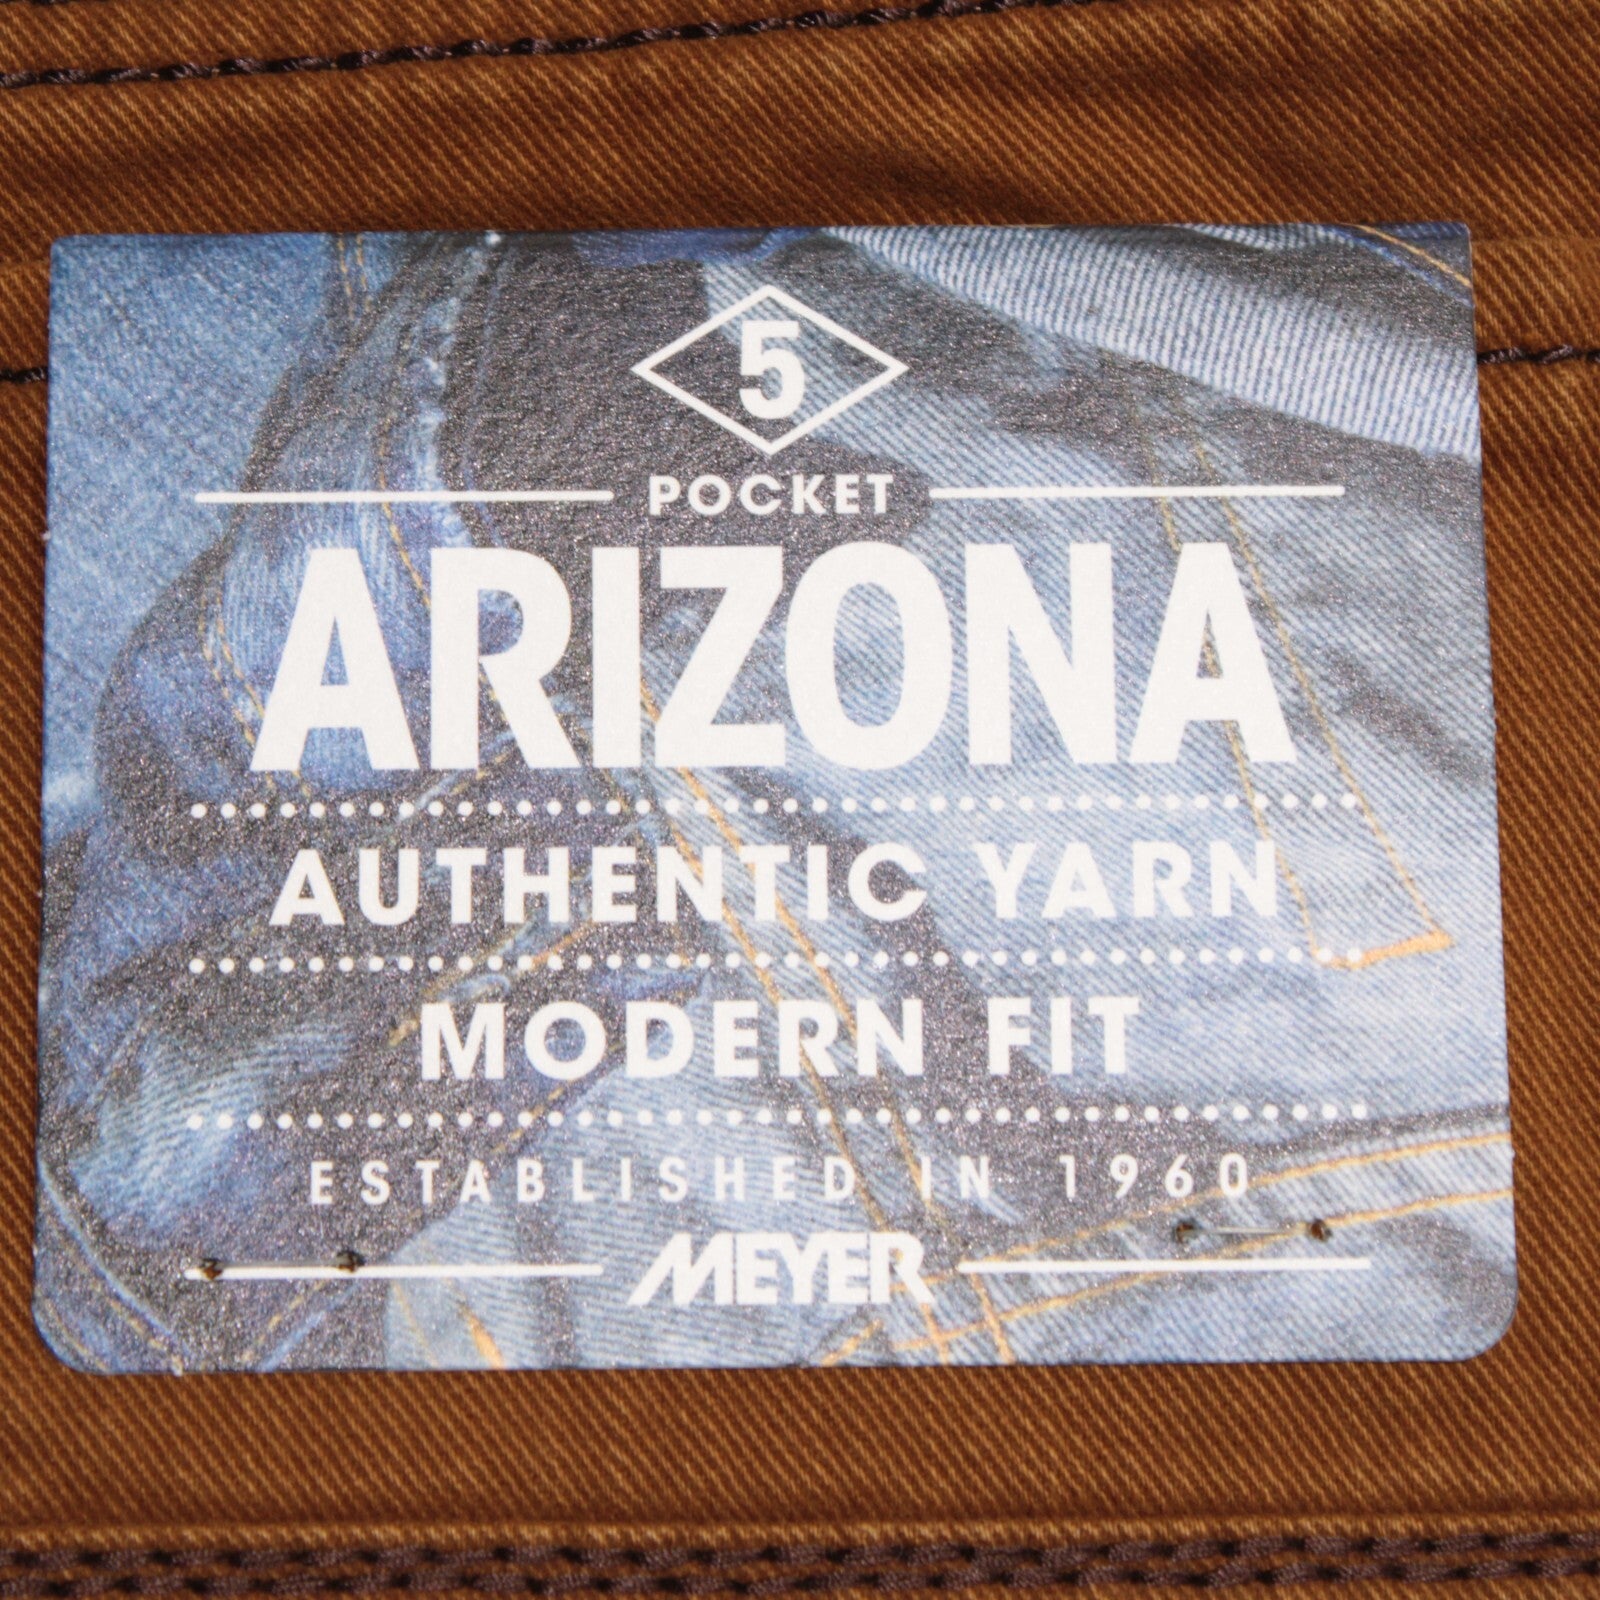 5
POCKET
ARIZONA
AUTHENTIC YARN
MODERN FIT
ESTABLISHED IN 1960
MEYER